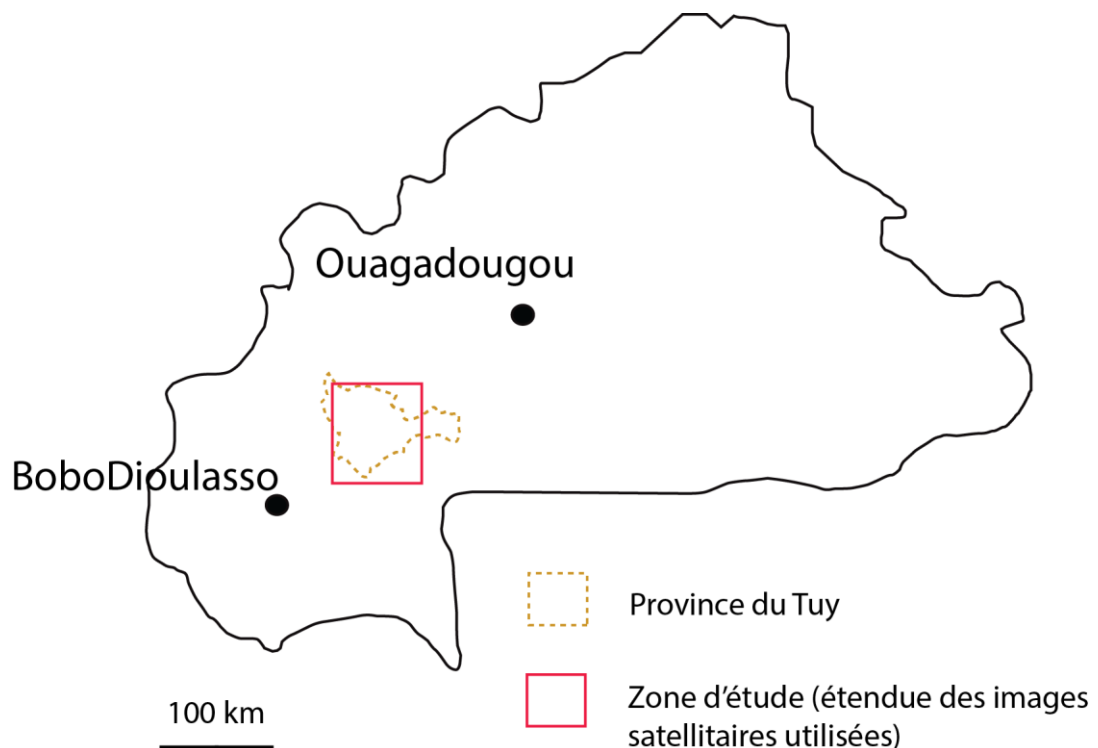 Ouagadougou
BoboDioulasso
Province du Tuy
Zone d'étude (étendue des images
satellitaires utilisées)
100 km